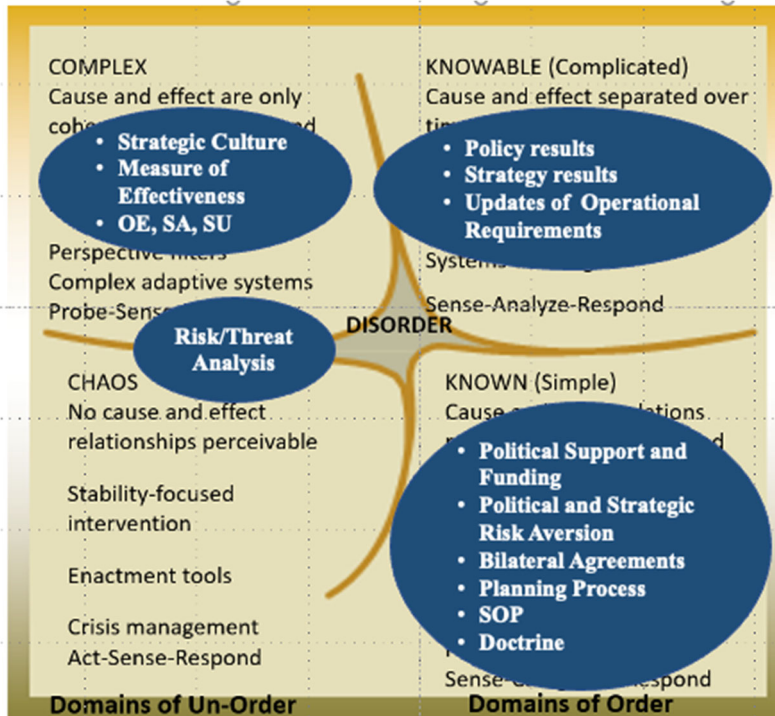 COMPLEX
Cause and effect are only
• Strategic Culture
• Measure of
Effectiveness
• OE, SA, SU
Perspective filters
Complex adaptive systems
Probe-Sense
KNOWABLE (Complicated)
Cause and effect separated over
• Policy results
• Strategy results
• Updates of Operational
Requirements
Systems
Sense-Analyze-Respond
DISORDER
Risk/Threat
Analysis
CHAOS
No cause and effect
relationships perceivable
Stability-focused
intervention
Enactment tools
Crisis management
Act-Sense-Respond
KNOWN (Simple)
Cause
• Political Support and
Funding
• Political and Strategic
Risk Aversion
• Bilateral Agreements
• Planning Process
• SOP
• Doctrine
Domains of Un-Order
Domains of Order